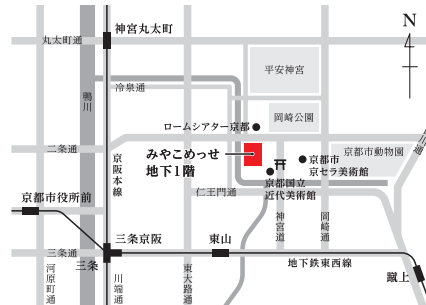 神宮丸太町
N
丸太町通
平安神宮
冷泉通
鴨川
岡崎公園
ロームシアター京都
二条通
京阪本線
みやこめっせ
地下1階
京都市
京セラ美術館
京都市動物園
京都国立
近代美術館
仁王門通
京都市役所前
神宮道
岡崎通
三条京阪
東山
三条通
三条
地下鉄東西線
蹴上
河原町通
川端通
東大路通